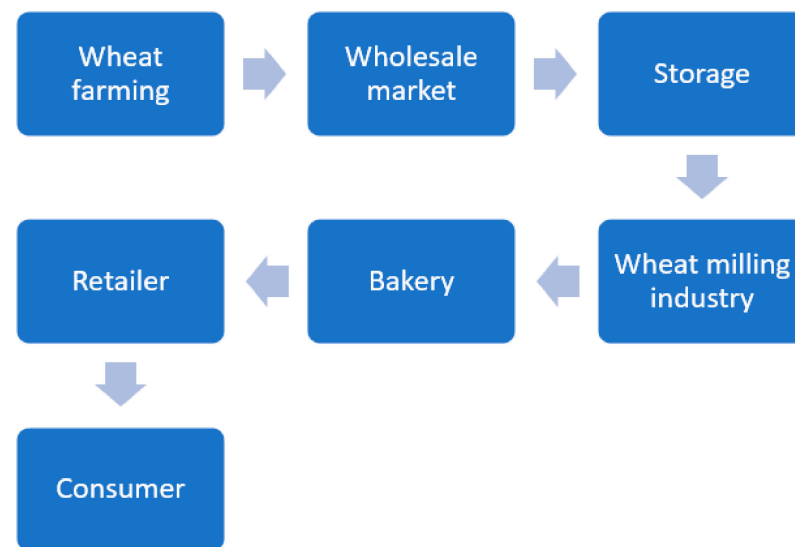 Wheat
farming
Wholesale
market
Storage
Wheat milling
industry
Bakery
Retailer
Consumer